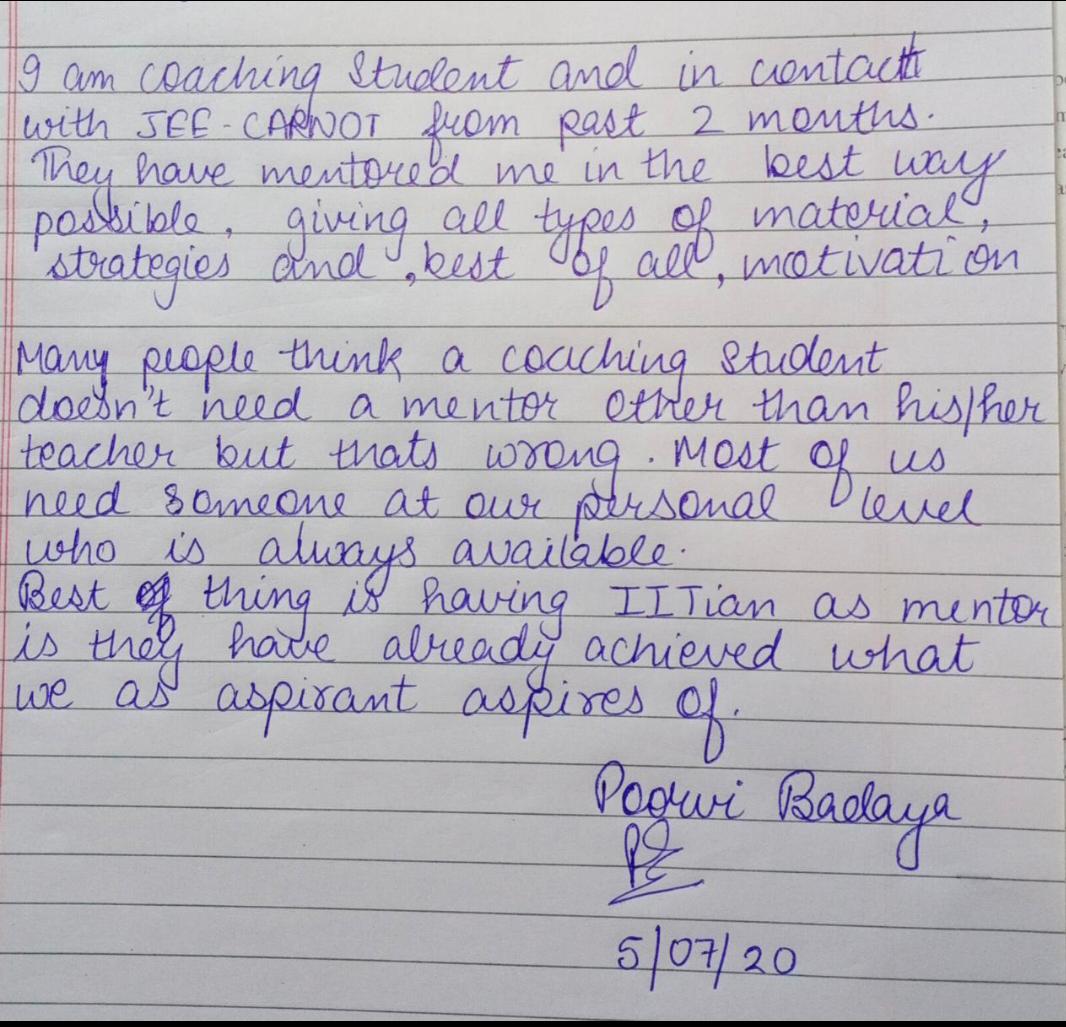 I am coaching Student and in contact
with JEE-CARNOT from past 2 months.
They have mentored me in the best way
possible, giving all types of material,
strategies and, best of all, motivation
Many people think a coaching Student
doesn't need a mentor other than his/her
teacher but thats wrong. Most of us
need someone at our personal level
who is always available.
Best thing is having IITian as mentor
is they have already achieved what
we as aspirant aspires of.
Poorvi Badaya
5/07/20